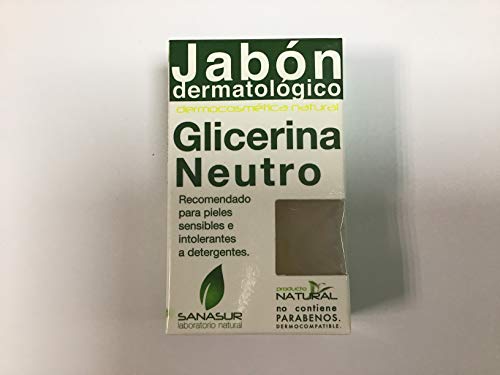 Jabón
dermatológico
dermocosmética natural
Glicerina
Neutro
Recomendado
para pieles
sensibles e
intolerantes
a detergentes.
SANASUR
laboratorio natural
producto
NATURAL
no contiene
PARABENOS.
DERMOCOMPATIBLE.